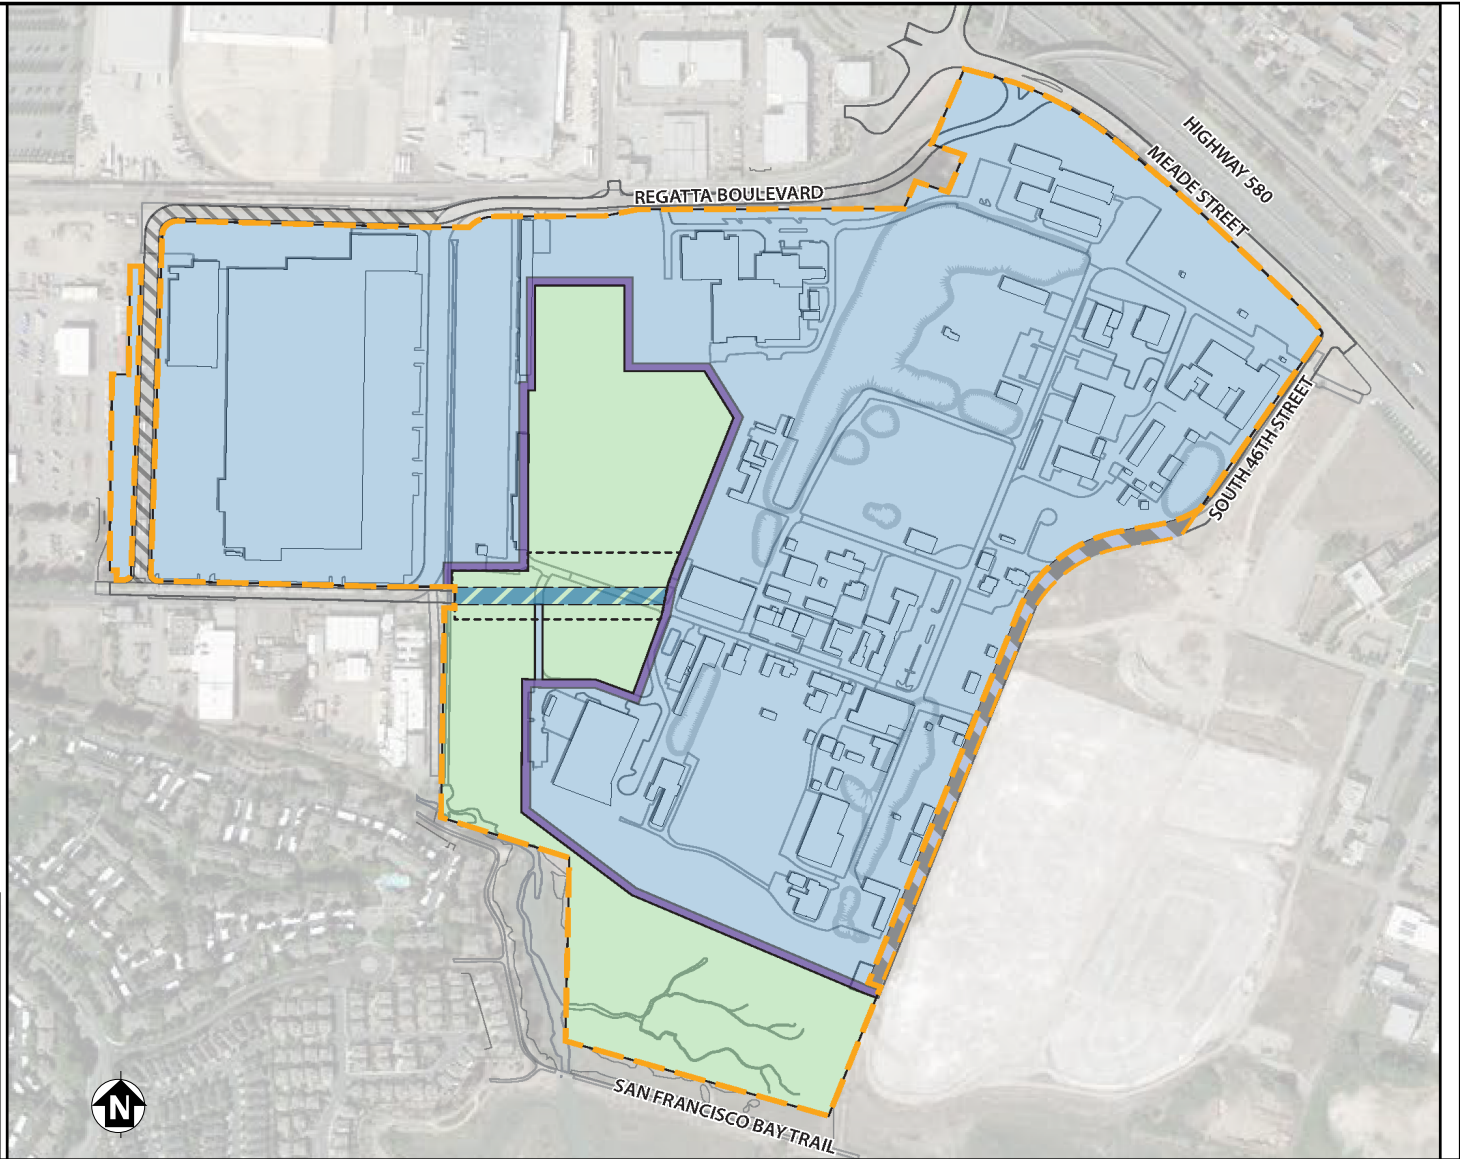 HIGHWAY 580
MEADE STREET
REGATTA BOULEVARD
SOUTH 46TH STREET
N
SAN FRANCISCO BAY TRAIL